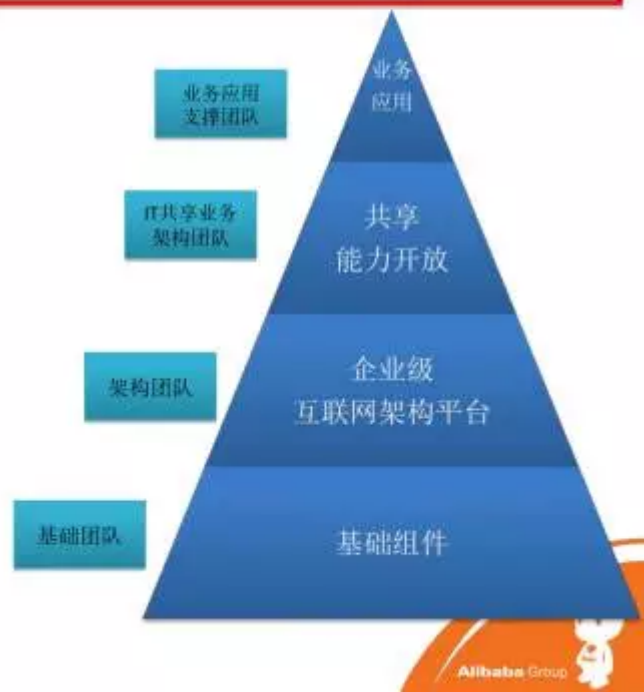 业务
应用
业务应用
支撑团队
IT共享业务
架构团队
共享
能力开放
架构团队
企业级
互联网架构平台
基础团队
基础组件
Alibaba Group